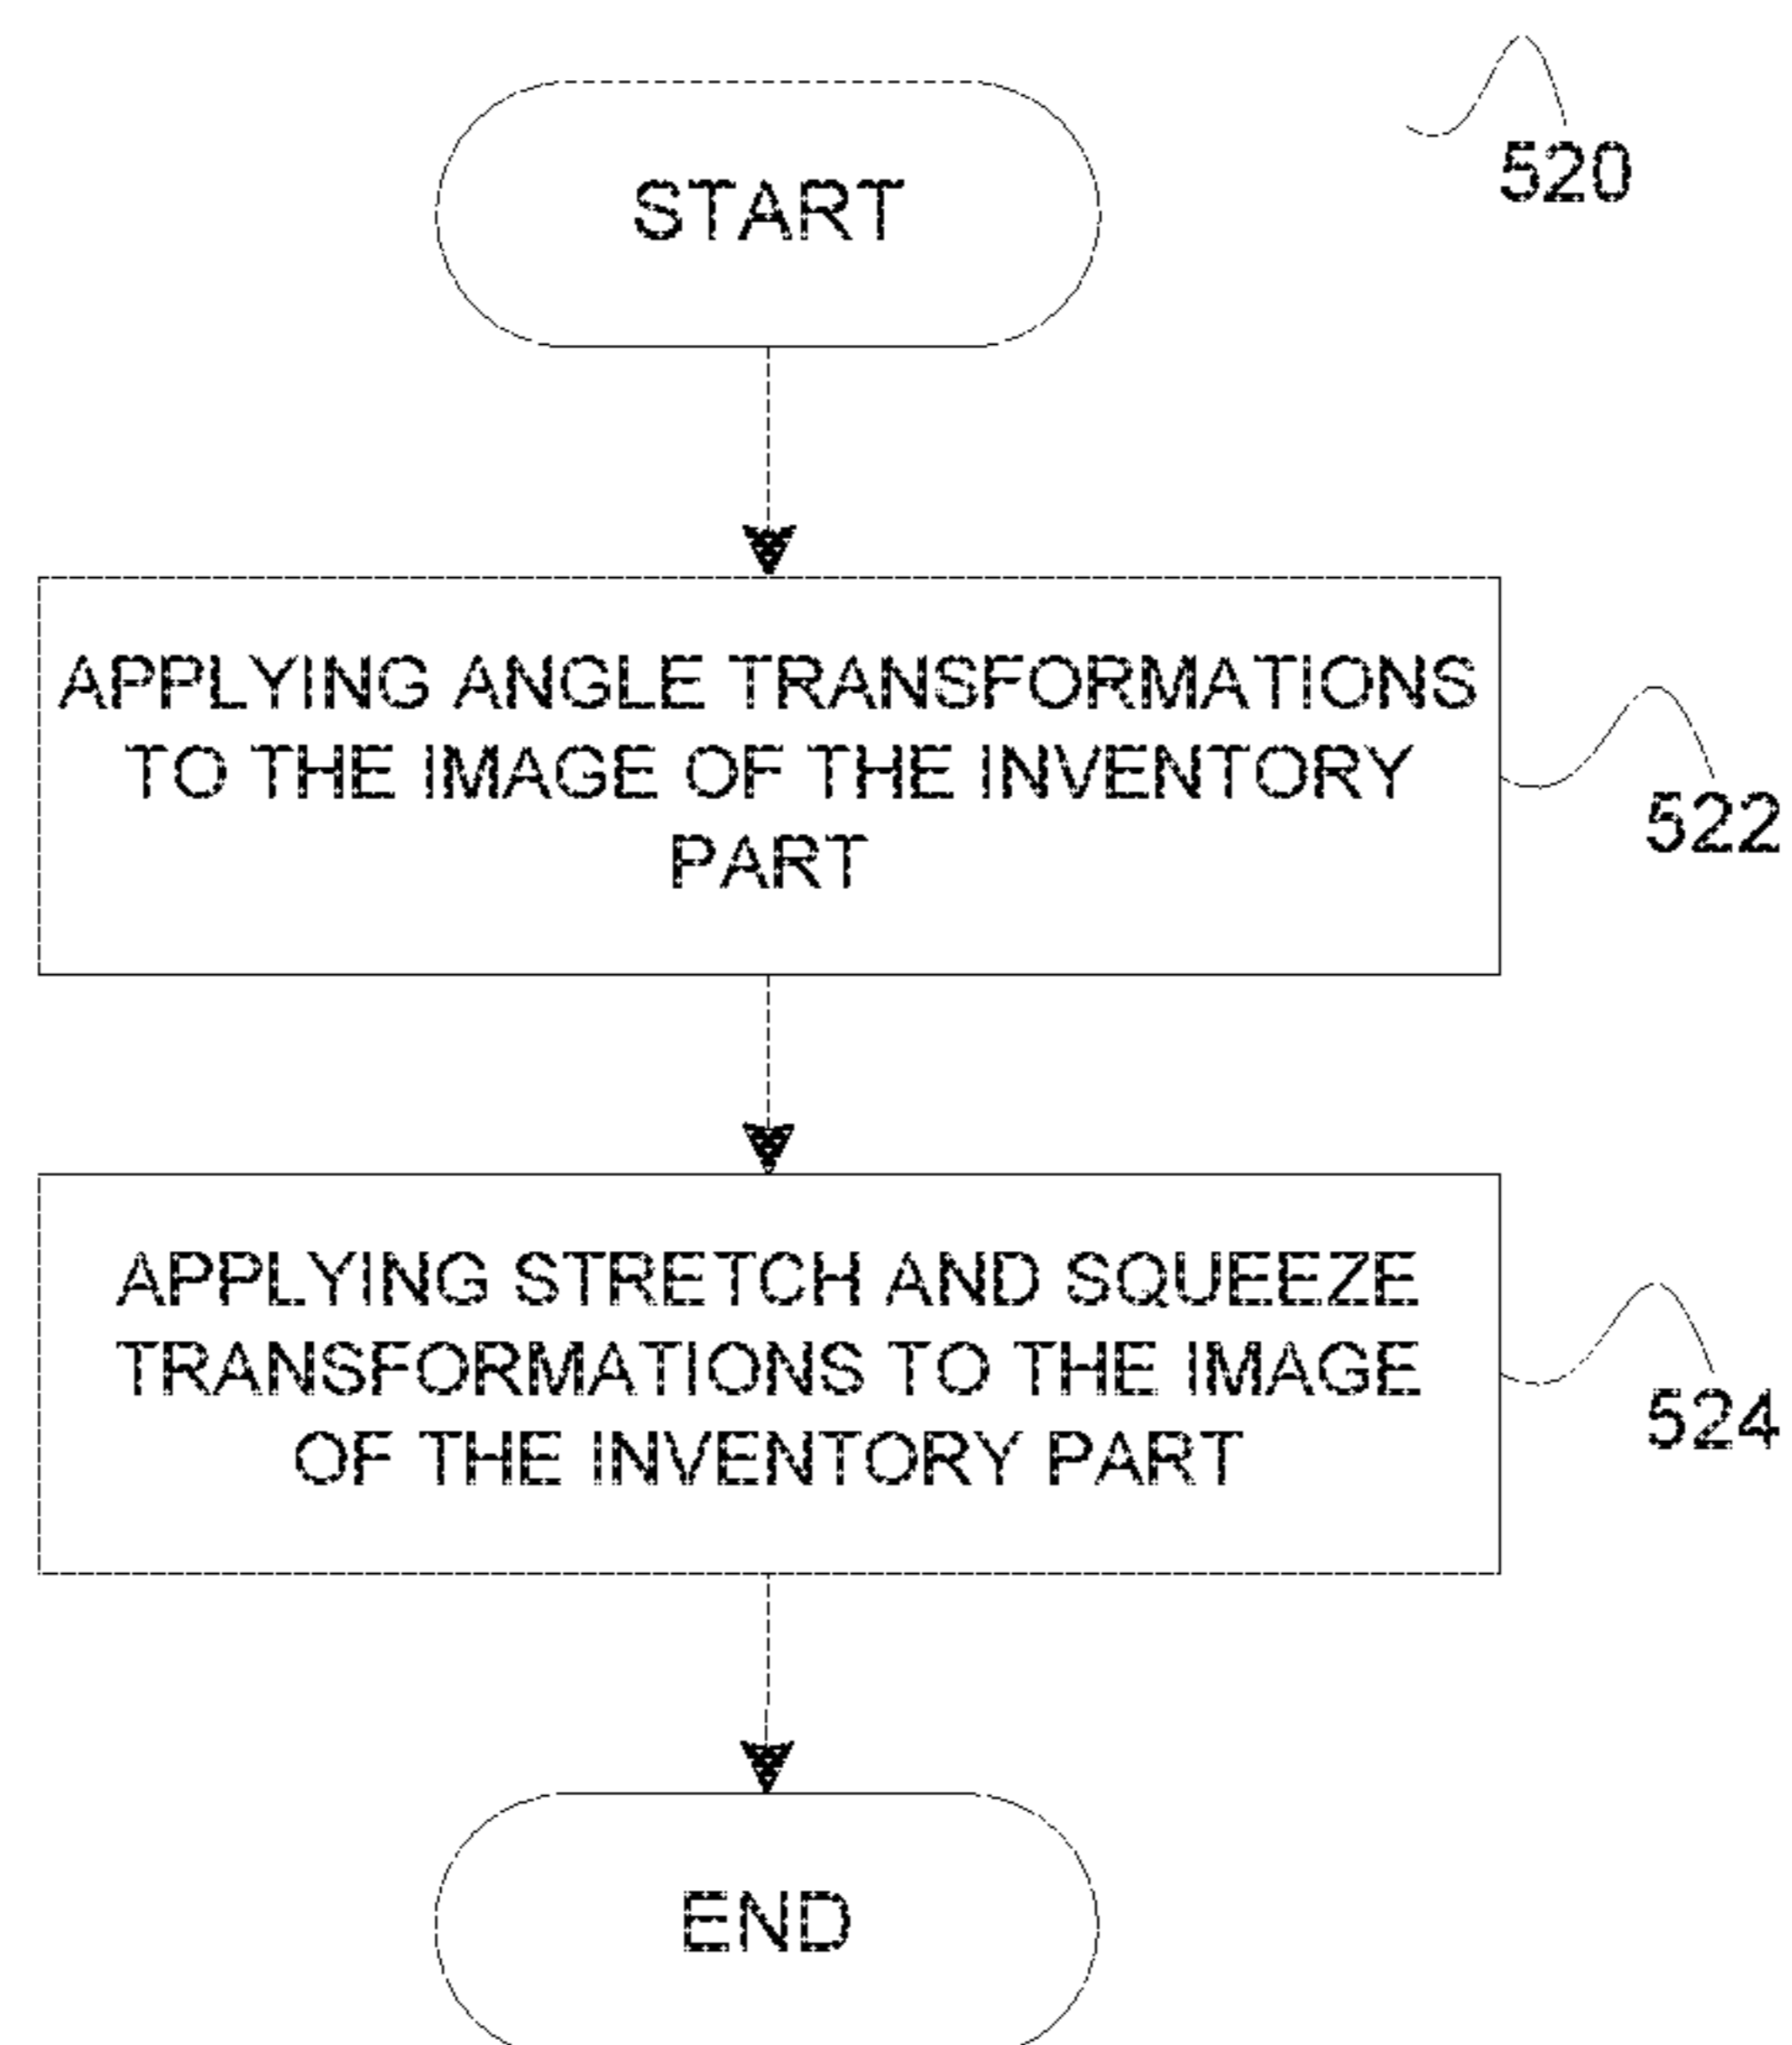 START
520
APPLYING ANGLE TRANSFORMATIONS
TO THE IMAGE OF THE INVENTORY
PART
522
APPLYING STRETCH AND SQUEEZE
TRANSFORMATIONS TO THE IMAGE
OF THE INVENTORY PART
524
END